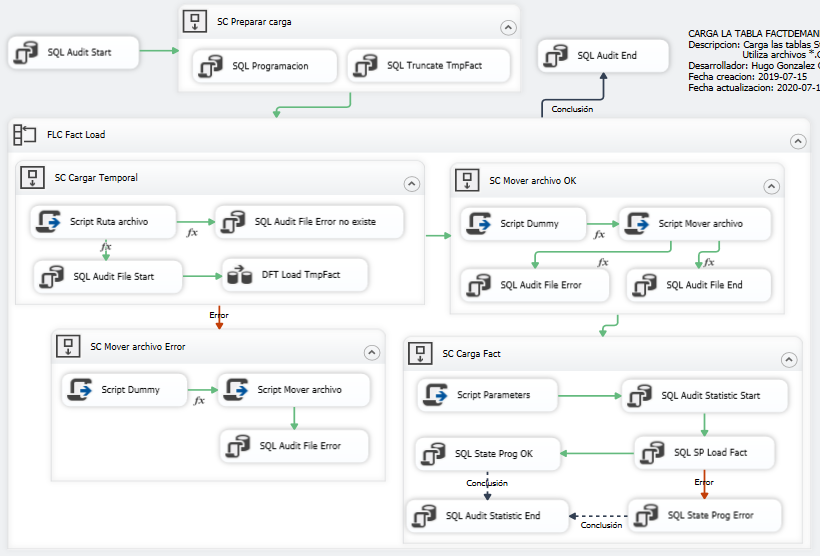 SC Preparar carga
SQL Audit Start
SQL Programacion
SQL Truncate TmpFact
SQL Audit End
CARGA LA TABLA FACTDEMAN
Descripcion: Carga las tablas
Utiliza archivos
Desarrollador: Hugo Gonzalez
Fecha creacion: 2019-07-15
Fecha actualizacion:
Conclusión
FLC Fact Load
SC Cargar Temporal
SC Mover archivo OK
Script Ruta archivo
fx
SQL Audit File Error no existe
Script Dummy
fx
Script Mover archivo
fx
fx
fx
SQL Audit File Start
DFT Load TmpFact
SQL Audit File Error
SQL Audit File End
Error
SC Mover archivo Error
SC Carga Fact
Script Dummy
fx
Script Mover archivo
Script Parameters
SQL Audit Statistic Start
SQL Audit File Error
SQL State Prog OK
SQL SP Load Fact
Conclusión
Error
SQL Audit Statistic End
Conclusión
SQL State Prog Error